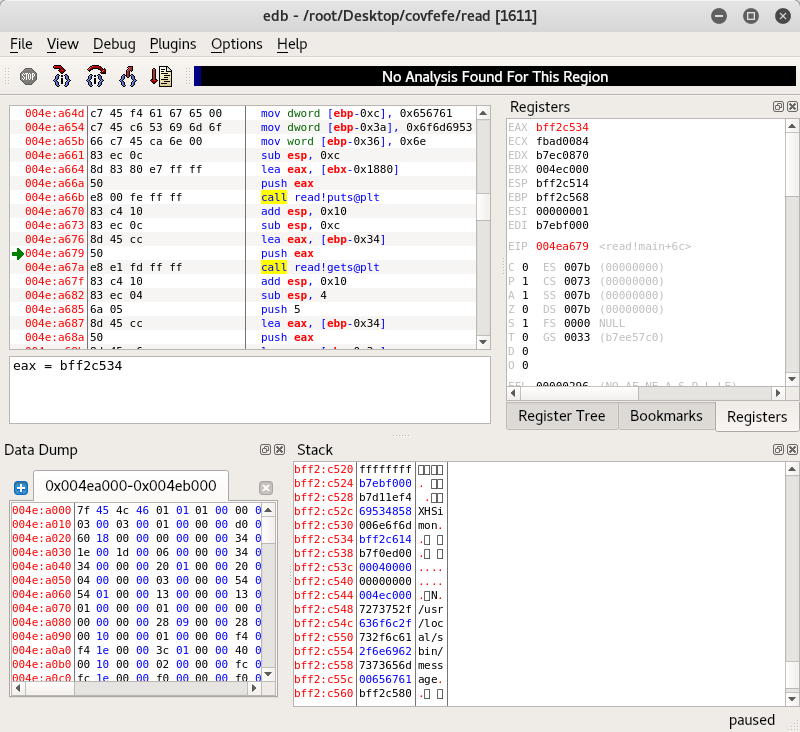 edb - /root/Desktop/covfefe/read [1611]
File View Debug Plugins Options Help
STOP
No Analysis Found For This Region
004e:a64d c7 45 f4 61 67 65 00 mov dword [ebp-0xc], 0x656761
004e:a654 c7 45 c6 53 69 6d 6f mov dword [ebp-0x3a], 0x6f6d6953
004e:a65b 66 c7 45 ca 6e 00 mov word [ebp-0x36], 0x6e
004e:a661 83 ec 0c sub esp, 0xc
004e:a664 8d 83 80 e7 ff ff lea eax, [ebx-0x1880]
004e:a66a 50 push eax
004e:a66b e8 00 fe ff ff call read!puts@plt
004e:a670 83 c4 10 add esp, 0x10
004e:a673 83 ec 0c sub esp, 0xc
004e:a676 8d 45 cc lea eax, [ebp-0x34]
004e:a679 50 push eax
004e:a67a e8 e1 fd ff ff call read!gets@plt
004e:a67f 83 c4 10 add esp, 0x10
004e:a682 83 ec 04 sub esp, 4
004e:a685 6a 05 push 5
004e:a687 8d 45 cc lea eax, [ebp-0x34]
004e:a68a 50 push eax
eax = bff2c534
Registers
EAX bff2c534
ECX fbad0084
EDX b7ec0870
EBX 004ec000
ESP bff2c514
EBP bff2c568
ESI 00000001
EDI b7ebf000
EIP 004ea679 <read!main+6c>
C 0 ES 007b (00000000)
P 1 CS 0073 (00000000)
A 1 SS 007b (00000000)
Z 0 DS 007b (00000000)
S 1 FS 0000 NULL
T 0 GS 0033 (b7ee57c0)
D 0
O 0
Register Tree Bookmarks Registers
Data Dump
0x004ea000-0x004eb000
004e:a000 7f 45 4c 46 01 01 01 00 00 0
004e:a010 03 00 03 00 01 00 00 00 d0 0
004e:a020 60 18 00 00 00 00 00 00 34 0
004e:a030 1e 00 1d 00 06 00 00 00 34 0
004e:a040 34 00 00 00 20 01 00 00 20 0
004e:a050 04 00 00 00 03 00 00 00 54 0
004e:a060 54 01 00 00 13 00 00 00 13 0
004e:a070 01 00 00 00 01 00 00 00 00 0
004e:a080 00 00 00 00 28 09 00 00 28 0
004e:a090 00 10 00 00 01 00 00 00 f4 0
004e:a0a0 f4 1e 00 00 3c 01 00 00 40 0
004e:a0b0 00 10 00 00 02 00 00 00 fc 0
004e:a0c0 fc 1e 00 00 f0 00 00 00 f0 0
Stack
bff2:c520 ffffffff
bff2:c524 b7ebf000 .
bff2:c528 b7d11ef4 .
bff2:c52c 69534858 XHSi
bff2:c530 006e6f6d mon.
bff2:c534 bff2c614 .
bff2:c538 b7f0ed00 .
bff2:c53c 00040000 ....
bff2:c540 00000000 ....
bff2:c544 004ec000 . N.
bff2:c548 7273752f /usr
bff2:c54c 636f6c2f /loc
bff2:c550 732f6c61 al/s
bff2:c554 2f6e6962 bin/
bff2:c558 7373656d mess
bff2:c55c 00656761 age.
bff2:c560 bff2c580 .
paused